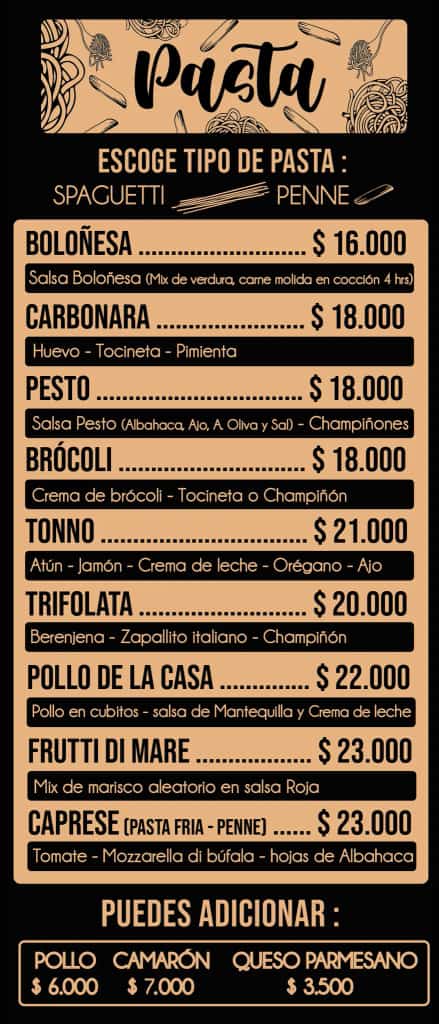 Pasta
ESCOGE TIPO DE PASTA :
SPAGUETTI PENNE
BOLOÑESA ............................ $ 16.000
Salsa Boloñesa (Mix de verdura, carne molida en cocción 4 hrs)
CARBONARA ......................... $ 18.000
Huevo - Tocineta - Pimienta
PESTO ................................... $ 18.000
Salsa Pesto (Albahaca, Ajo, A. Oliva y Sal) - Champiñones
BRÓCOLI ................................ $ 18.000
Crema de brócoli - Tocineta o Champiñón
TONNO ................................... $ 21.000
Atún - Jamón - Crema de leche - Orégano - Ajo
TRIFOLATA ............................ $ 20.000
Berenjena - Zapallito italiano - Champiñón
POLLO DE LA CASA ............... $ 22.000
Pollo en cubitos - salsa de Mantequilla y Crema de leche
FRUTTI DI MARE ................... $ 23.000
Mix de marisco aleatorio en salsa Roja
CAPRESE (PASTA FRIA - PENNE) ...... $ 23.000
Tomate - Mozzarella di búfala - hojas de Albahaca
PUEDES ADICIONAR :
POLLO CAMARÓN QUESO PARMESANO
$ 6.000 $ 7.000 $ 3.500